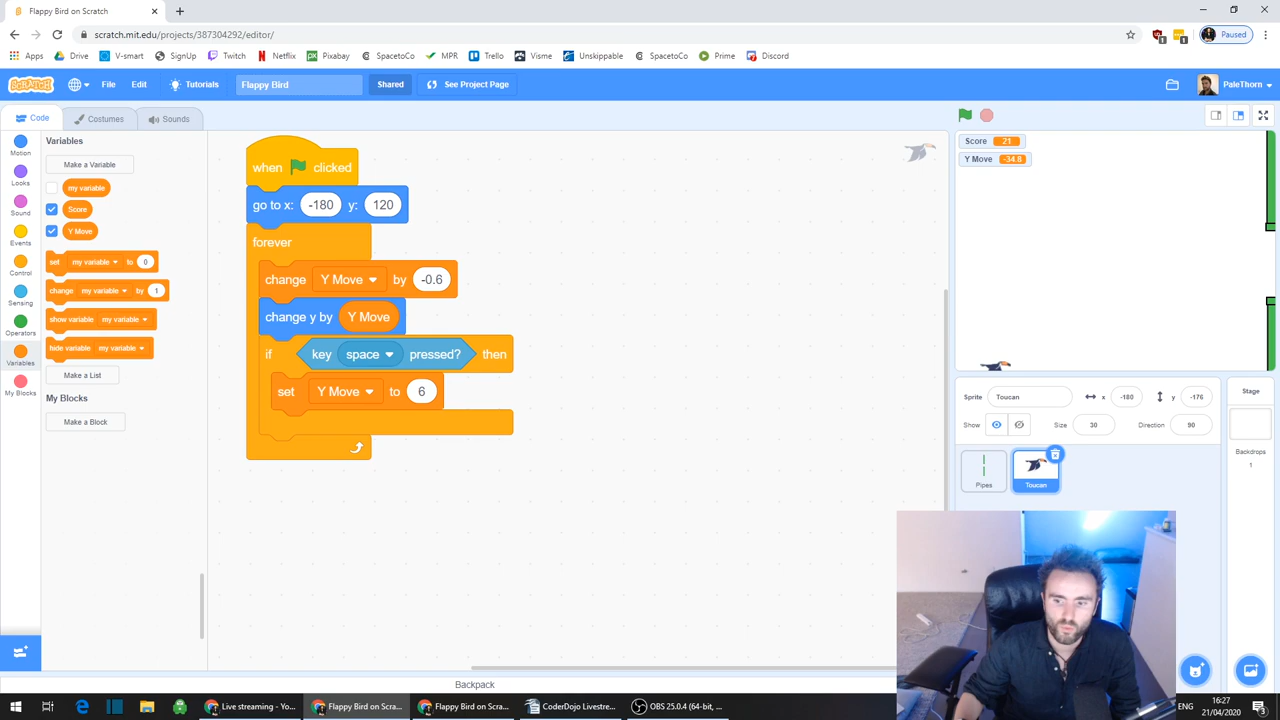 Flappy Bird on Scratch
scratch.mit.edu/projects/387304292/editor/
Paused
Apps Drive V-smart SignUp Twitch Netflix Pixabay SpacetoCo MPR Trello Visme Unskippable SpacetoCo Prime Discord
SCRATCH File Edit Tutorials Flappy Bird Shared See Project Page PaleThorn
Code Costumes Sounds
Motion
Looks
Sound
Events
Control
Sensing
Operators
Variables
My Blocks
Variables
Make a Variable
my variable
Score
Y Move
set my variable to 0
change my variable by 1
show variable my variable
hide variable my variable
Make a List
My Blocks
Make a Block
when clicked
go to x: -180 y: 120
forever
change Y Move by -0.6
change y by Y Move
if key space pressed? then
set Y Move to 6
Score 21
Y Move -34.8
Sprite Toucan x -180 y -176
Show Size 30 Direction 90
Pipes
Toucan
Stage
Backdrops
1
Backpack
Live streaming - Yo...
Flappy Bird on Scra...
Flappy Bird on Scra...
CoderDojo Livestre...
OBS 25.0.4 (64-bit, ...
ENG
16:27
21/04/2020
3